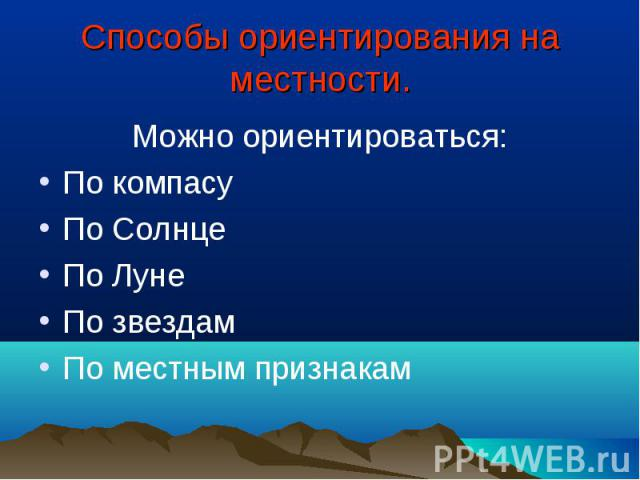 Способы ориентирования на
местности.
Можно ориентироваться:
• По компасу
• По Солнце
• По Луне
• По звездам
• По местным признакам
PPt4WEB.ru